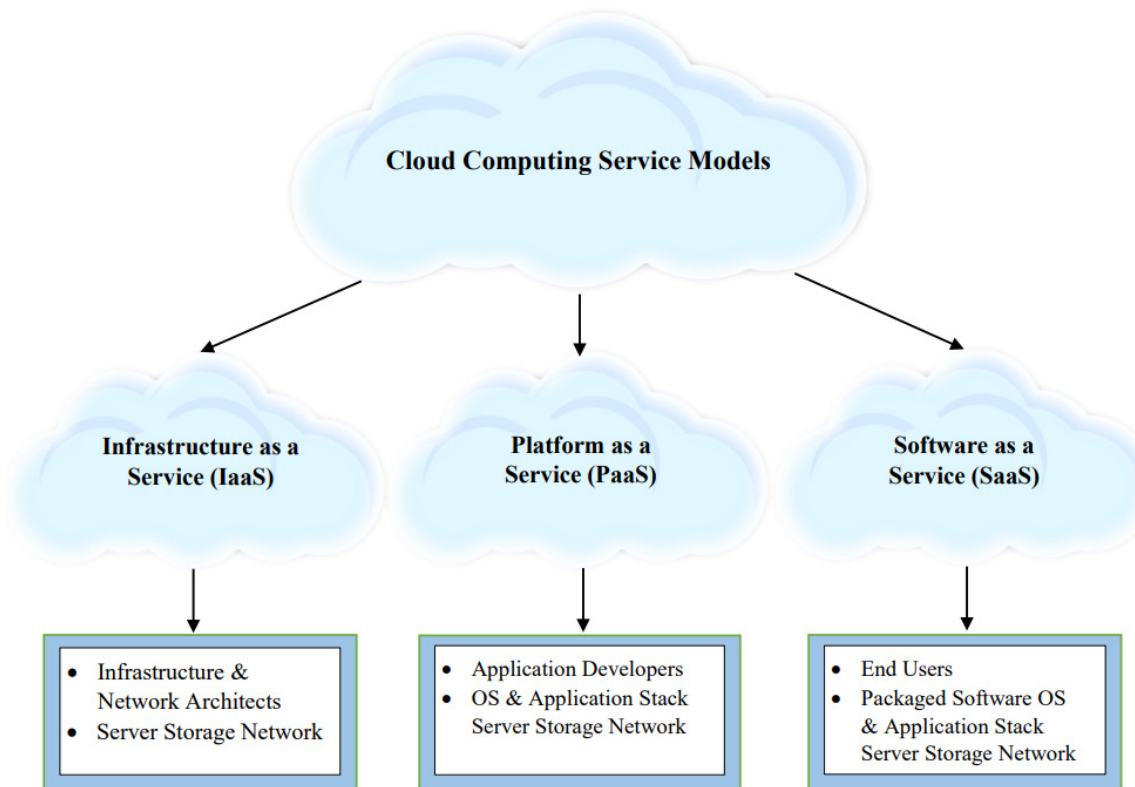 Cloud Computing Service Models
Infrastructure as a
Service (IaaS)
Platform as a
Service (PaaS)
Software as a
Service (SaaS)
• Infrastructure &
Network Architects
• Server Storage Network
• Application Developers
• OS & Application Stack
Server Storage Network
• End Users
• Packaged Software OS
& Application Stack
Server Storage Network